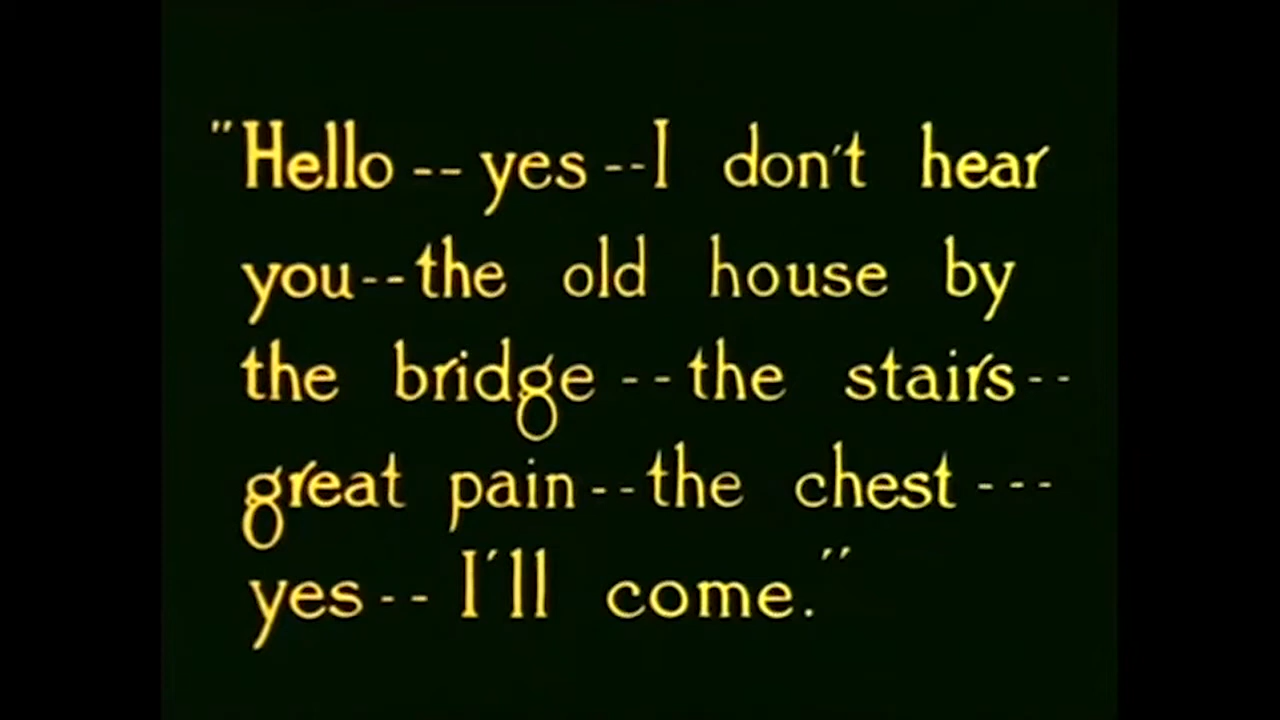 "Hello -- yes --I don't hear
you--the old house by
the bridge --the stairs--
great pain--the chest ---
yes-- I'll come."